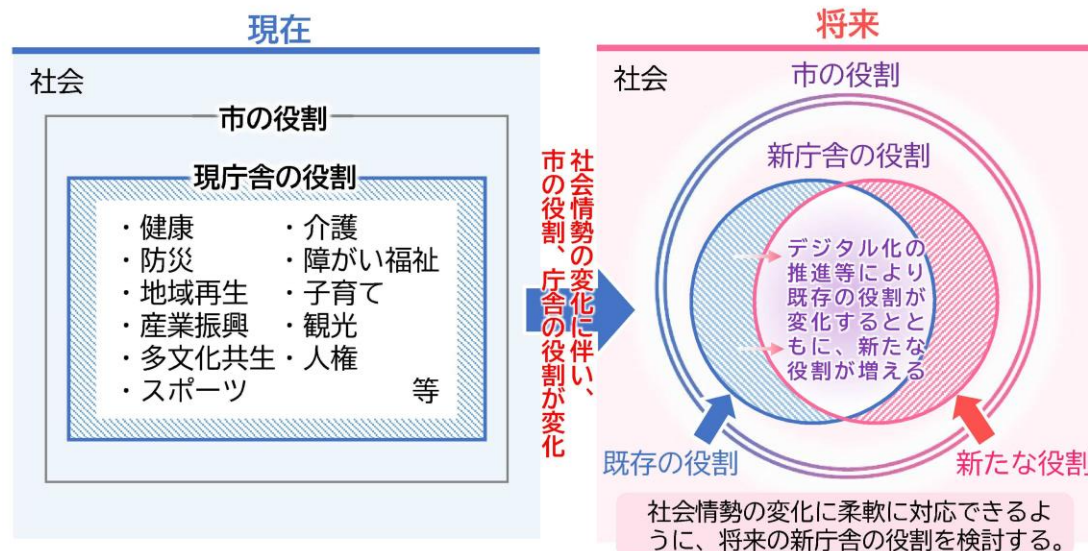 現在
社会
市の役割
現庁舎の役割
・健康
・介護
・防災
・障がい福祉
・地域再生
・子育て
・産業振興
・観光
・多文化共生
・人権
・スポーツ
等
社会情勢の変化に伴い、
市の役割、庁舎の役割が変化
将来
社会
市の役割
新庁舎の役割
デジタル化の
推進等により
既存の役割が
変化するとと
もに、新たな
役割が増える
既存の役割
新たな役割
社会情勢の変化に柔軟に対応できるよ
うに、将来の新庁舎の役割を検討する。